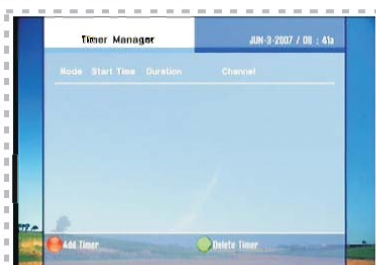 Timer Manager
JUN-3-2007 / 08 : 41a
Mode Start Time Duration Channel
Add Timer
Delete Timer